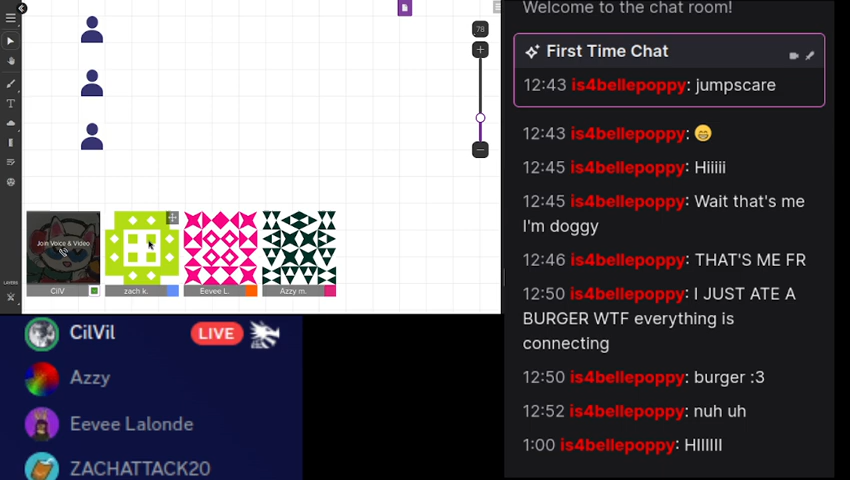 78
Join Voice & Video
CilV
zach k.
Eevee L.
Azzy m.
LAYERS
CilVil
LIVE
Azzy
Eevee Lalonde
ZACHATTACK20
Welcome to the chat room!
First Time Chat
12:43 is4bellepoppy: jumpscare
12:43 is4bellepoppy: 😁
12:45 is4bellepoppy: Hiiiii
12:45 is4bellepoppy: Wait that's me
I'm doggy
12:46 is4bellepoppy: THAT'S ME FR
12:50 is4bellepoppy: I JUST ATE A
BURGER WTF everything is
connecting
12:50 is4bellepoppy: burger :3
12:52 is4bellepoppy: nuh uh
1:00 is4bellepoppy: HIIIIII